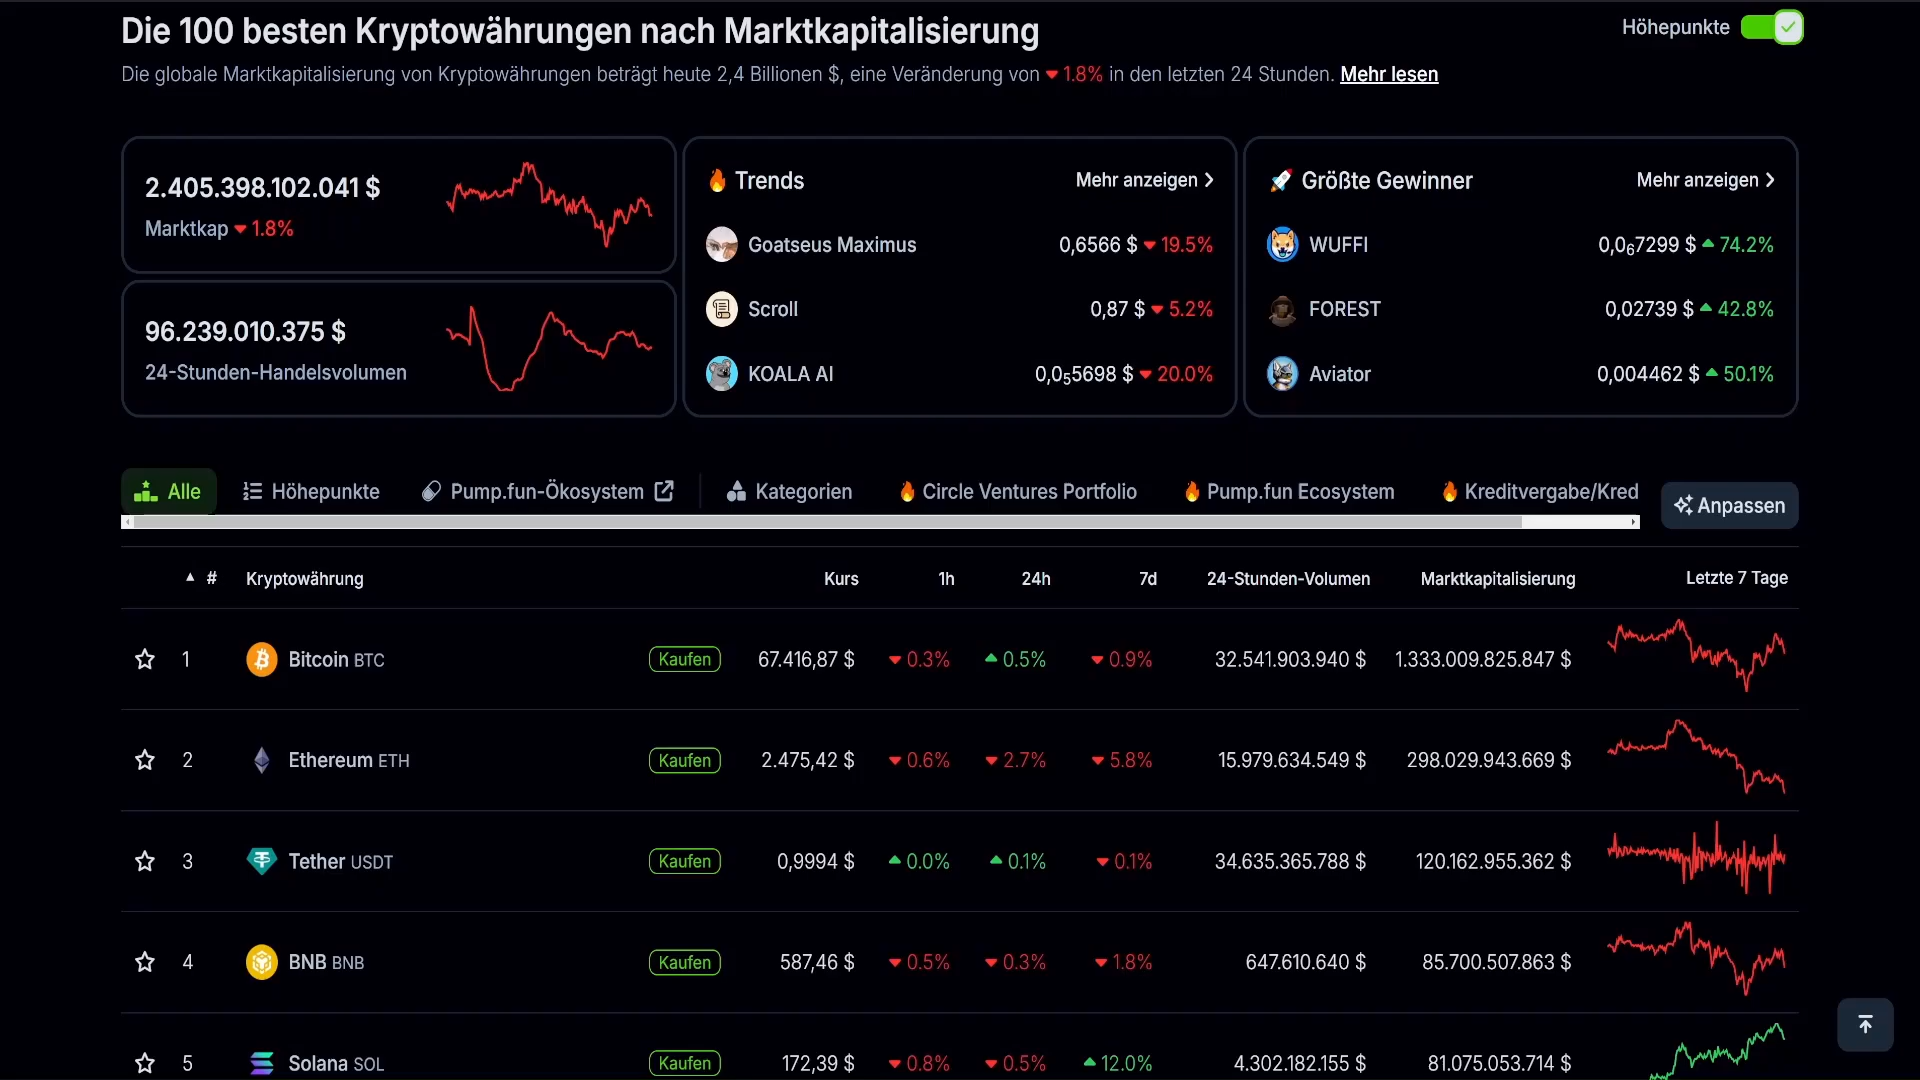 Die 100 besten Kryptowährungen nach Marktkapitalisierung
Höhepunkte
Die globale Marktkapitalisierung von Kryptowährungen beträgt heute 2,4 Billionen $, eine Veränderung von 1.8% in den letzten 24 Stunden. Mehr lesen
2.405.398.102.041 $
Marktkap 1.8%
96.239.010.375 $
24-Stunden-Handelsvolumen
Trends Mehr anzeigen
Goatseus Maximus 0,6566 $ 19.5%
Scroll 0,87 $ 5.2%
KOALA AI 0,0₅5698 $ 20.0%
Größte Gewinner Mehr anzeigen
WUFFI 0,0₆7299 $ 74.2%
FOREST 0,02739 $ 42.8%
Aviator 0,004462 $ 50.1%
Alle Höhepunkte Pump.fun-Ökosystem Kategorien Circle Ventures Portfolio Pump.fun Ecosystem Kreditvergabe/Kred Anpassen
# Kryptowährung Kurs 1h 24h 7d 24-Stunden-Volumen Marktkapitalisierung Letzte 7 Tage
1 Bitcoin BTC Kaufen 67.416,87 $ 0.3% 0.5% 0.9% 32.541.903.940 $ 1.333.009.825.847 $
2 Ethereum ETH Kaufen 2.475,42 $ 0.6% 2.7% 5.8% 15.979.634.549 $ 298.029.943.669 $
3 Tether USDT Kaufen 0,9994 $ 0.0% 0.1% 0.1% 34.635.365.788 $ 120.162.955.362 $
4 BNB BNB Kaufen 587,46 $ 0.5% 0.3% 1.8% 647.610.640 $ 85.700.507.863 $
5 Solana SOL Kaufen 172,39 $ 0.8% 0.5% 12.0% 4.302.182.155 $ 81.075.053.714 $